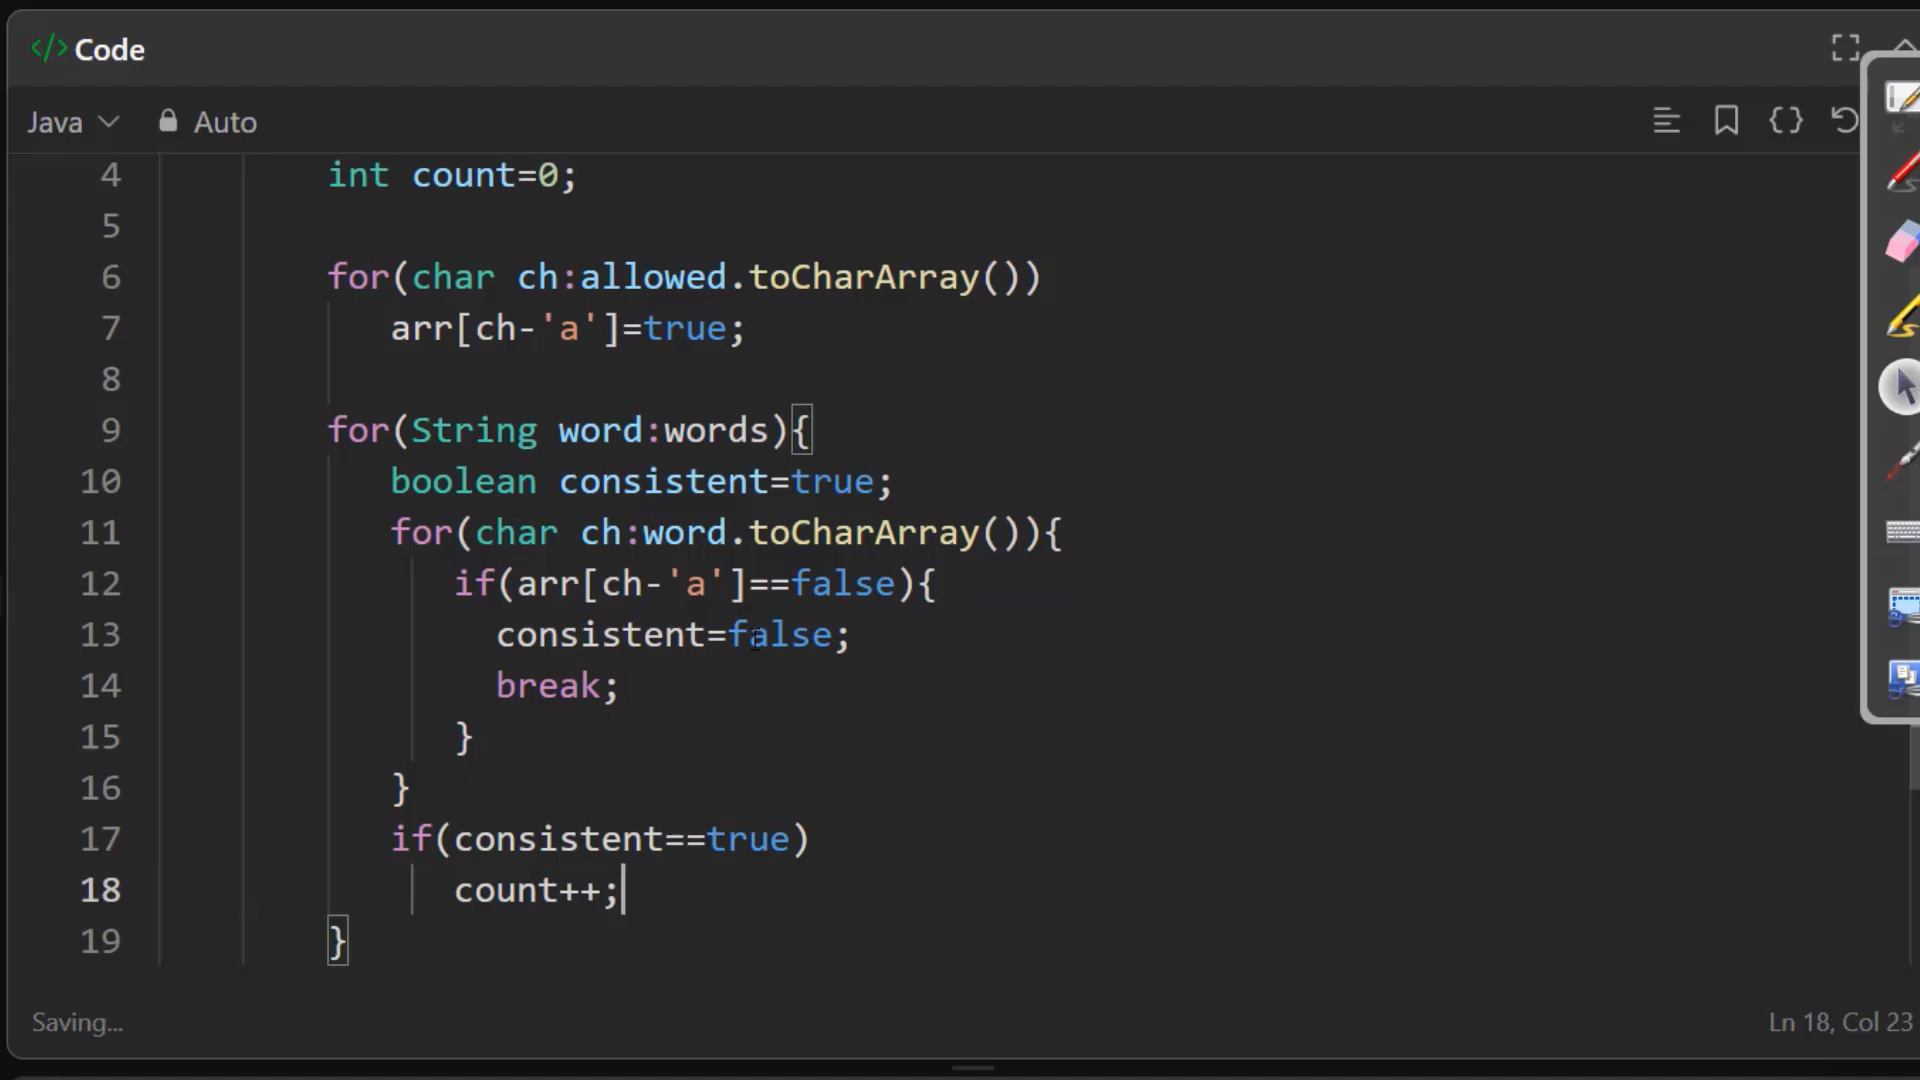 </> Code
Java Auto
4 int count=0;
5
6 for(char ch:allowed.toCharArray())
7 arr[ch-'a']=true;
8
9 for(String word:words){
10 boolean consistent=true;
11 for(char ch:word.toCharArray()){
12 if(arr[ch-'a']==false){
13 consistent=false;
14 break;
15 }
16 }
17 if(consistent==true)
18 count++;
19 }
Saving...
Ln 18, Col 23